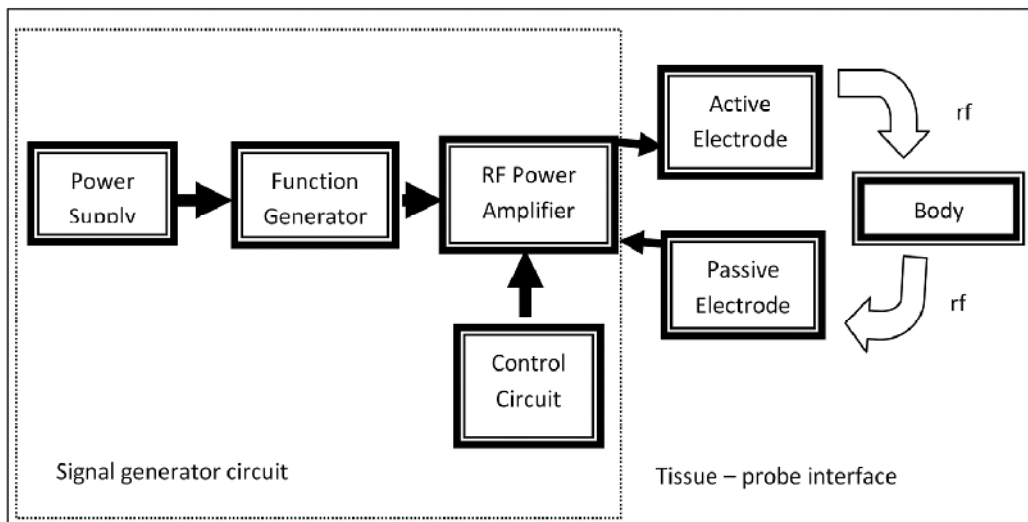 Power
Supply
Function
Generator
RF Power
Amplifier
Control
Circuit
Signal generator circuit
Active
Electrode
rf
Body
Passive
Electrode
rf
Tissue – probe interface